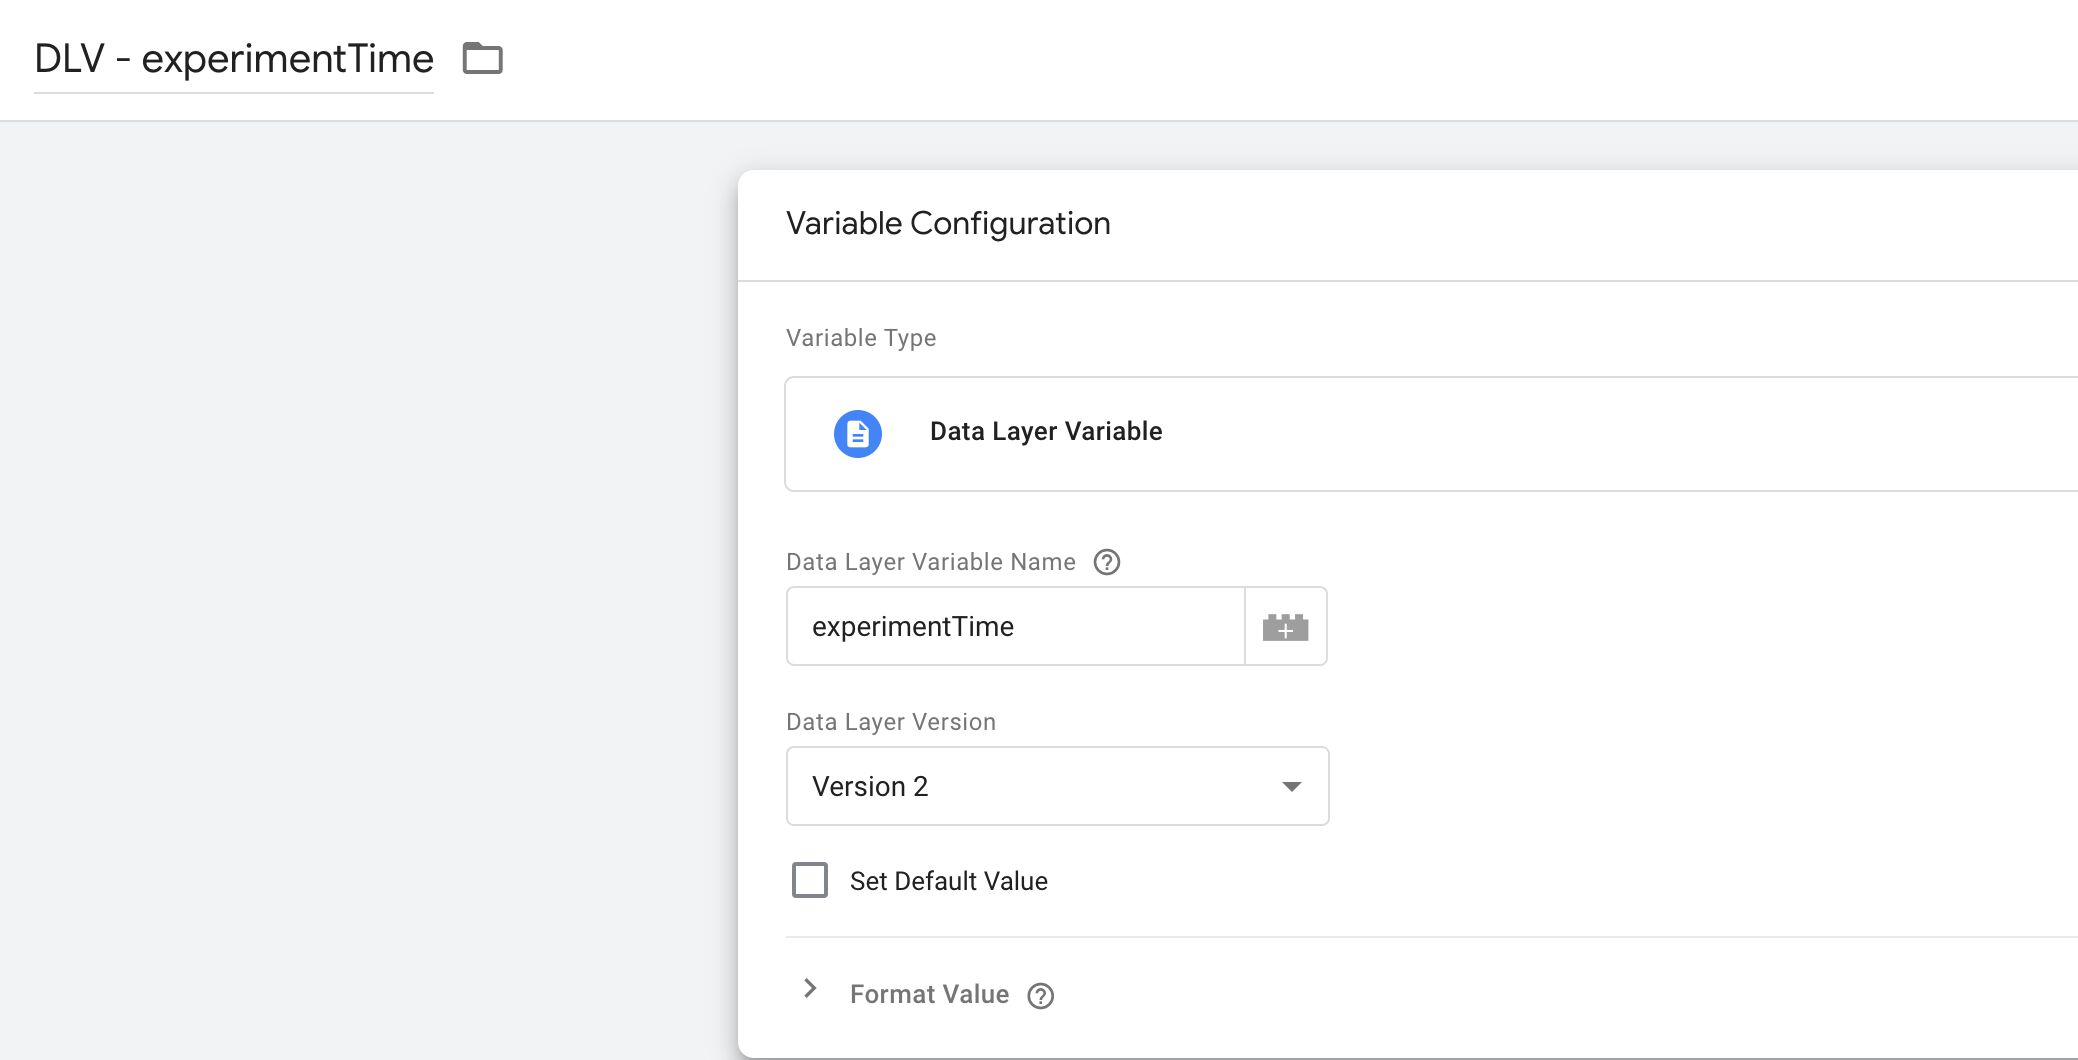 DLV - experimentTime
Variable Configuration
Variable Type
Data Layer Variable
Data Layer Variable Name
experimentTime
Data Layer Version
Version 2
Set Default Value
Format Value